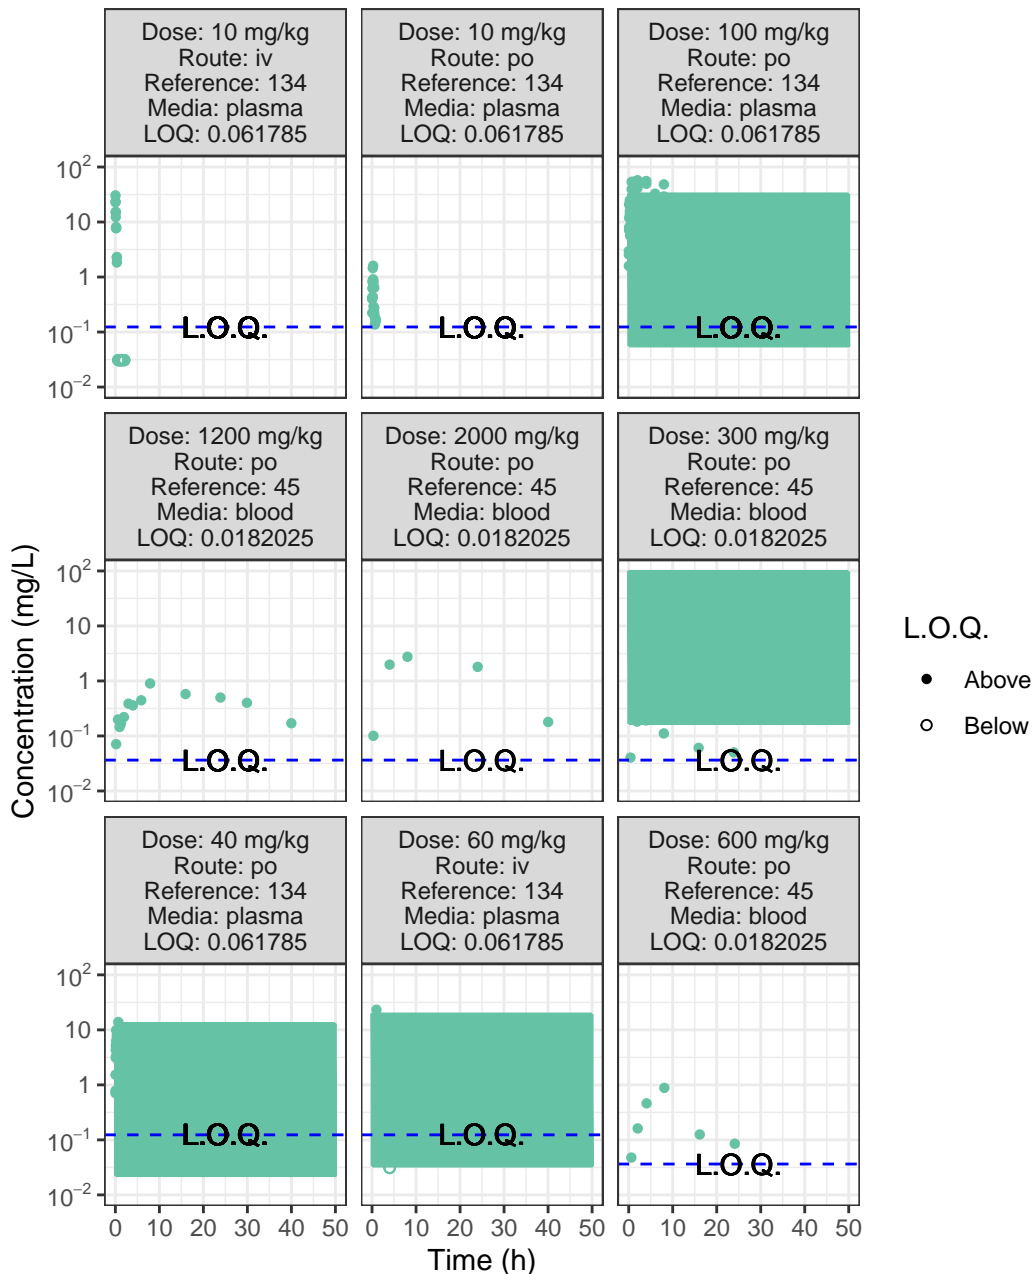 Dose: 10 mg/kg
Route: iv
Reference: 134
Media: plasma
LOQ: 0.061785
Dose: 10 mg/kg
Route: po
Reference: 134
Media: plasma
LOQ: 0.061785
Dose: 100 mg/kg
Route: po
Reference: 134
Media: plasma
LOQ: 0.061785
10²
10
1
10⁻¹
10⁻²
L.O.Q.
L.O.Q.
L.O.Q.
Dose: 1200 mg/kg
Route: po
Reference: 45
Media: blood
LOQ: 0.0182025
Dose: 2000 mg/kg
Route: po
Reference: 45
Media: blood
LOQ: 0.0182025
Dose: 300 mg/kg
Route: po
Reference: 45
Media: blood
LOQ: 0.0182025
Concentration (mg/L)
10²
10
1
10⁻¹
10⁻²
L.O.Q.
L.O.Q.
L.O.Q.
L.O.Q.
Above
Below
Dose: 40 mg/kg
Route: po
Reference: 134
Media: plasma
LOQ: 0.061785
Dose: 60 mg/kg
Route: iv
Reference: 134
Media: plasma
LOQ: 0.061785
Dose: 600 mg/kg
Route: po
Reference: 45
Media: blood
LOQ: 0.0182025
10²
10
1
10⁻¹
10⁻²
L.O.Q.
L.O.Q.
L.O.Q.
0 10 20 30 40 50
0 10 20 30 40 50
0 10 20 30 40 50
Time (h)